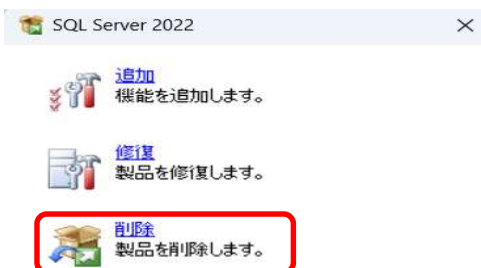 SQL Server 2022
追加
機能を追加します。
修復
製品を修復します。
削除
製品を削除します。